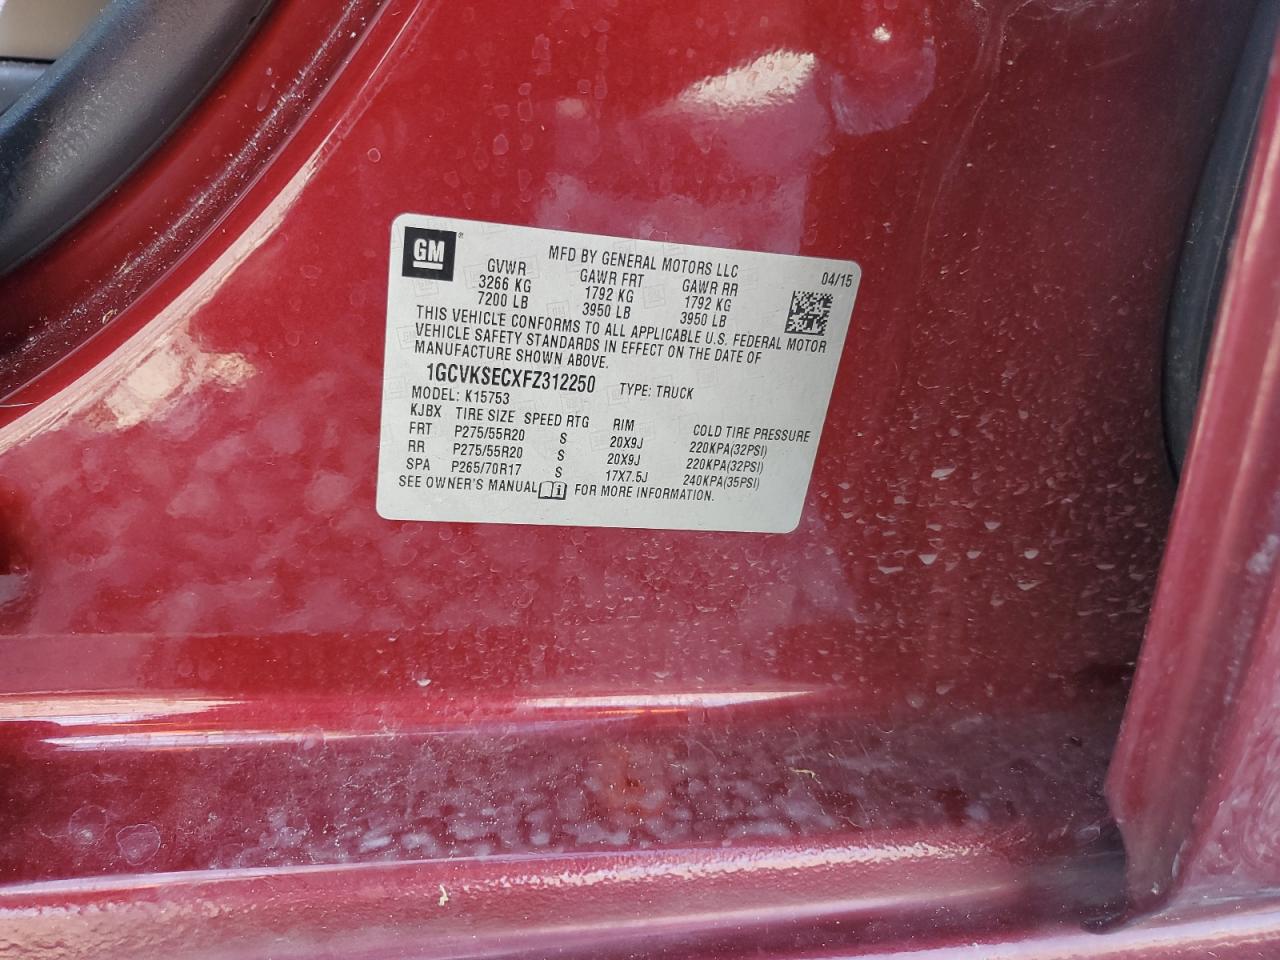 GM®
MFD BY GENERAL MOTORS LLC
04/15
GVWR GAWR FRT GAWR RR
3266 KG 1792 KG 1792 KG
7200 LB 3950 LB 3950 LB
THIS VEHICLE CONFORMS TO ALL APPLICABLE U.S. FEDERAL MOTOR
VEHICLE SAFETY STANDARDS IN EFFECT ON THE DATE OF
MANUFACTURE SHOWN ABOVE.
1GCVKSECXFZ312250 TYPE: TRUCK
MODEL: K15753
KJBX TIRE SIZE SPEED RTG RIM COLD TIRE PRESSURE
FRT P275/55R20 S 20X9J 220KPA(32PSI)
RR P275/55R20 S 20X9J 220KPA(32PSI)
SPA P265/70R17 S 17X7.5J 240KPA(35PSI)
SEE OWNER'S MANUAL i FOR MORE INFORMATION.